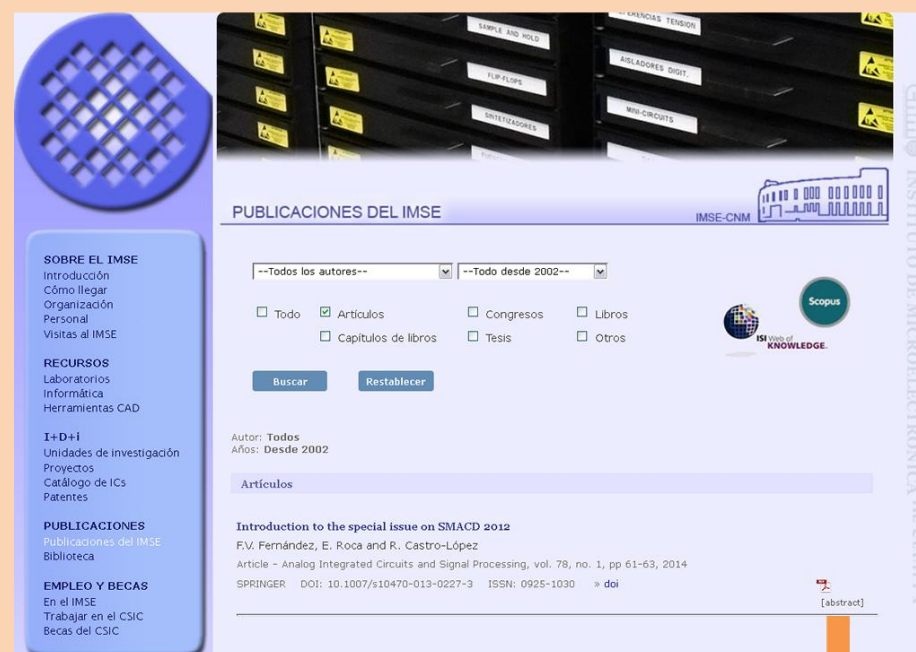 SAMPLE AND HOLD
FLIP-FLOPS
SINTETIZADORES
REFERENCIAS TENSION
AISLADORES DIGIT.
MINI-CIRCUITS
PUBLICACIONES DEL IMSE
IMSE-CNM
SOBRE EL IMSE
Introducción
Cómo llegar
Organización
Personal
Visitas al IMSE
RECURSOS
Laboratorios
Informática
Herramientas CAD
I+D+i
Unidades de investigación
Proyectos
Catálogo de ICs
Patentes
PUBLICACIONES
Publicaciones del IMSE
Biblioteca
EMPLEO Y BECAS
En el IMSE
Trabajar en el CSIC
Becas del CSIC
--Todos los autores-- --Todo desde 2002--
Todo Artículos Congresos Libros
Capítulos de libros Tesis Otros
ISI Web of
KNOWLEDGE.
Scopus
Buscar Restablecer
Autor: Todos
Años: Desde 2002
Artículos
Introduction to the special issue on SMACD 2012
F.V. Fernández, E. Roca and R. Castro-López
Article - Analog Integrated Circuits and Signal Processing, vol. 78, no. 1, pp 61-63, 2014
SPRINGER DOI: 10.1007/s10470-013-0227-3 ISSN: 0925-1030 » doi
[abstract]
INSTITUTO DE MICROELECTRÓNICA